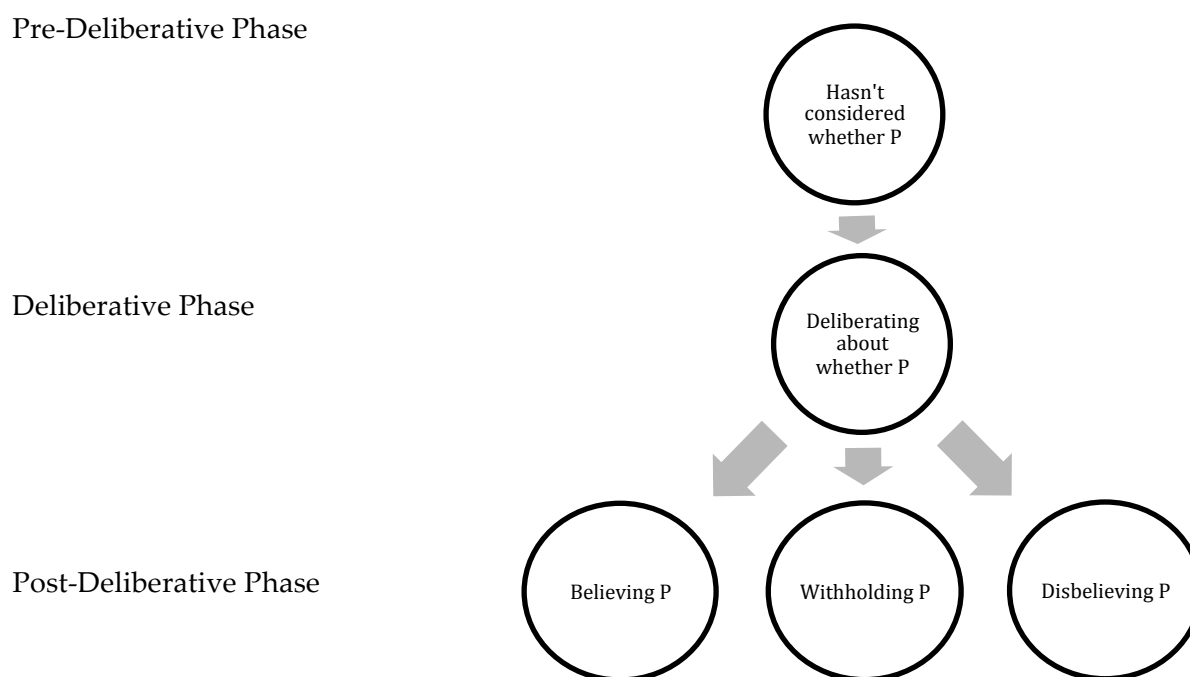 Pre-Deliberative Phase
Hasn't
considered
whether P
Deliberative Phase
Deliberating
about
whether P
Post-Deliberative Phase
Believing P
Withholding P
Disbelieving P